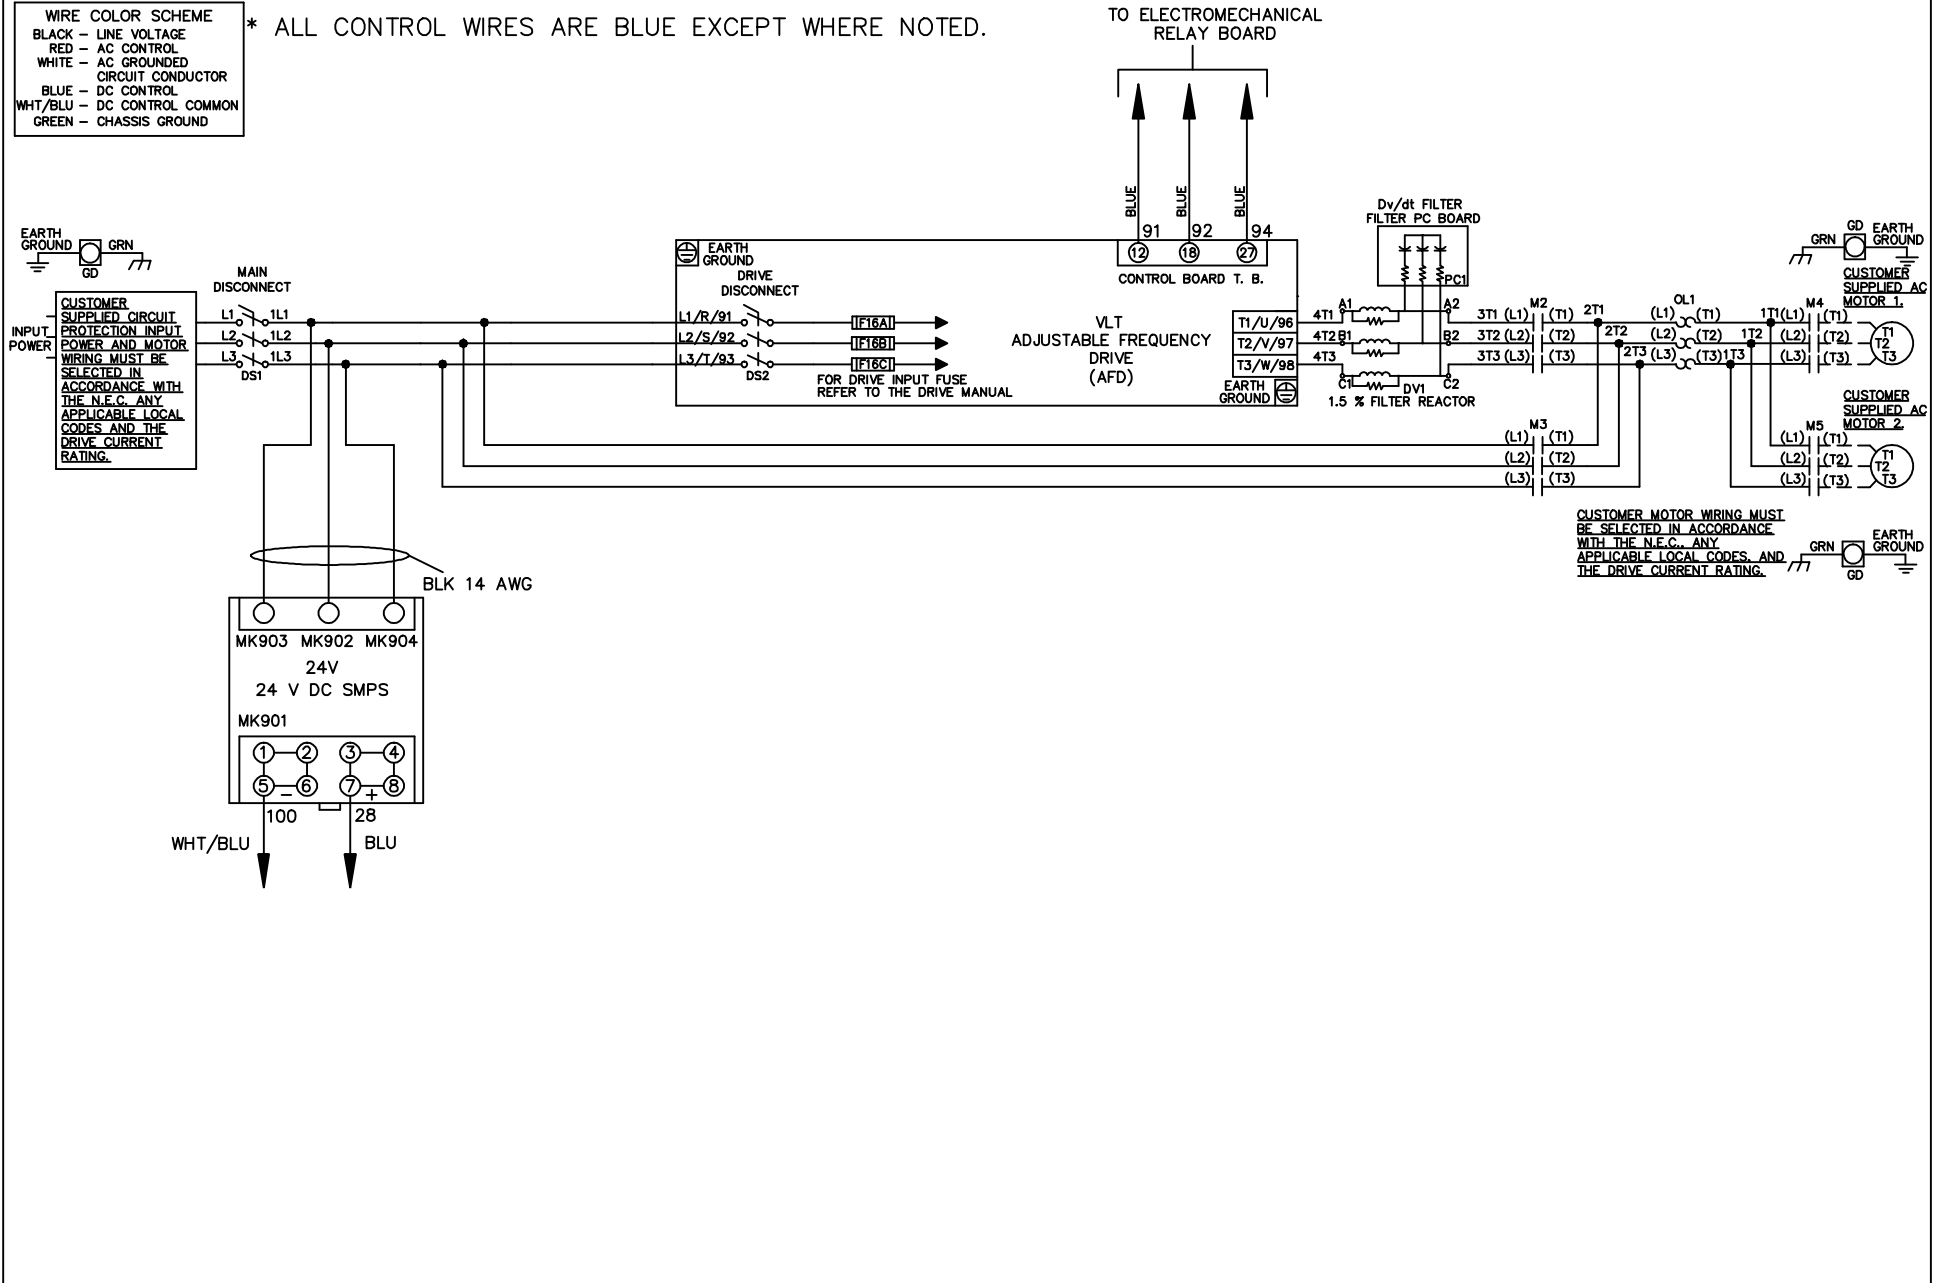 WIRE COLOR SCHEME
BLACK – LINE VOLTAGE
RED – AC CONTROL
WHITE – AC GROUNDED
CIRCUIT CONDUCTOR
BLUE – DC CONTROL
WHT/BLU – DC CONTROL COMMON
GREEN – CHASSIS GROUND
* ALL CONTROL WIRES ARE BLUE EXCEPT WHERE NOTED.
TO ELECTROMECHANICAL
RELAY BOARD
BLUE BLUE BLUE
91 92 94
12 18 27
CONTROL BOARD T. B.
EARTH
GROUND
GRN
GD
INPUT
POWER
CUSTOMER
SUPPLIED CIRCUIT
PROTECTION INPUT
POWER AND MOTOR
WIRING MUST BE
SELECTED IN
ACCORDANCE WITH
THE N.E.C. ANY
APPLICABLE LOCAL
CODES AND THE
DRIVE CURRENT
RATING.
MAIN
DISCONNECT
L1 1L1
L2 1L2
L3 1L3
DS1
EARTH
GROUND
DRIVE
DISCONNECT
L1/R/91
L2/S/92
L3/T/93
DS2
F16A
F16B
F16C
FOR DRIVE INPUT FUSE
REFER TO THE DRIVE MANUAL
VLT
ADJUSTABLE FREQUENCY
DRIVE
(AFD)
T1/U/96
T2/V/97
T3/W/98
EARTH
GROUND
Dv/dt FILTER
FILTER PC BOARD
PC1
4T1 A1 A2
4T2 B1 B2
4T3 C1 C2
DV1
1.5 % FILTER REACTOR
M2
3T1 (L1) (T1) 2T1
3T2 (L2) (T2) 2T2
3T3 (L3) (T3) 2T3
OL1
(L1) (T1) 1T1
(L2) (T2) 1T2
(L3) (T3) 1T3
M4
(L1) (T1)
(L2) (T2)
(L3) (T3)
T1
T2
T3
GRN
GD
EARTH
GROUND
CUSTOMER
SUPPLIED AC
MOTOR 1.
M3
(L1) (T1)
(L2) (T2)
(L3) (T3)
CUSTOMER
SUPPLIED AC
MOTOR 2.
M5
(L1) (T1)
(L2) (T2)
(L3) (T3)
T1
T2
T3
CUSTOMER MOTOR WIRING MUST
BE SELECTED IN ACCORDANCE
WITH THE N.E.C., ANY
APPLICABLE LOCAL CODES, AND
THE DRIVE CURRENT RATING.
GRN
GD
EARTH
GROUND
BLK 14 AWG
MK903 MK902 MK904
24V
24 V DC SMPS
MK901
1 2 3 4
5 – 6 7 + 8
100 28
WHT/BLU BLU